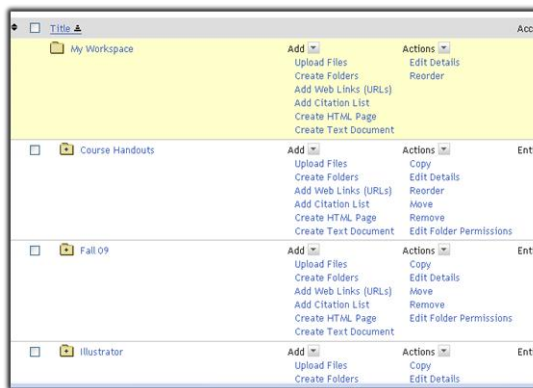 Title Acc
My Workspace Add Actions
Upload Files Edit Details
Create Folders Reorder
Add Web Links (URLs)
Add Citation List
Create HTML Page
Create Text Document
Course Handouts Add Actions Ent
Upload Files Copy
Create Folders Edit Details
Add Web Links (URLs) Reorder
Add Citation List Move
Create HTML Page Remove
Create Text Document Edit Folder Permissions
Fall 09 Add Actions Enti
Upload Files Copy
Create Folders Edit Details
Add Web Links (URLs) Move
Add Citation List Remove
Create HTML Page Edit Folder Permissions
Create Text Document
Illustrator Add Actions Enti
Upload Files Copy
Create Folders Edit Details